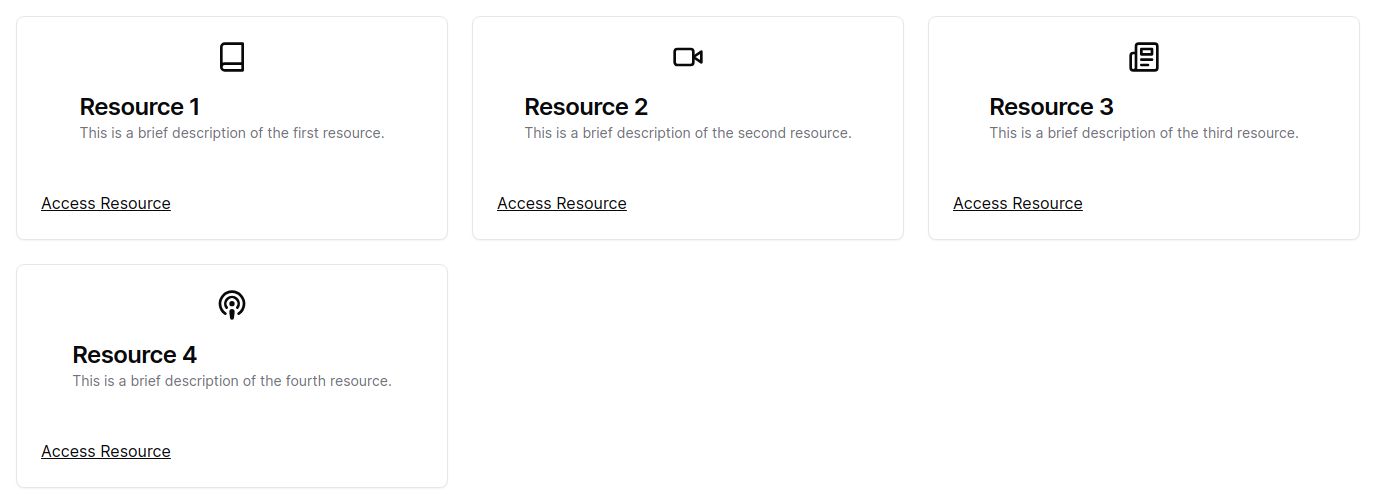 Resource 1
This is a brief description of the first resource.
Access Resource
Resource 2
This is a brief description of the second resource.
Access Resource
Resource 3
This is a brief description of the third resource.
Access Resource
Resource 4
This is a brief description of the fourth resource.
Access Resource